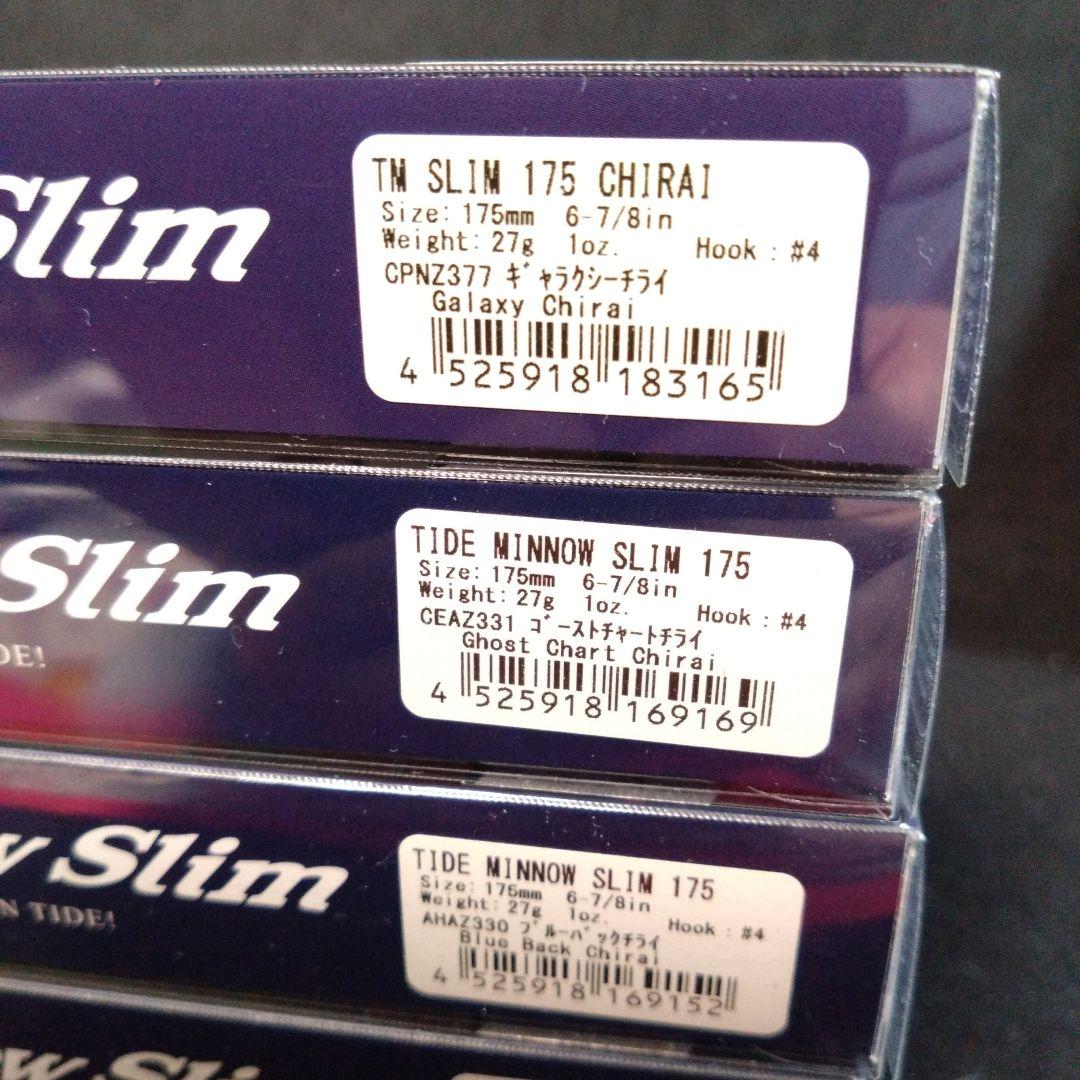 Slim
TM SLIM 175 CHIRAI
Size: 175mm 6-7/8in
Weight: 27g 1oz. Hook : #4
CPNZ377 ギャラクシーチライ
Galaxy Chirai
4 525918 183165
Slim
DE!
TIDE MINNOW SLIM 175
Size: 175mm 6-7/8in
Weight: 27g 1oz. Hook : #4
CEAZ331 ゴーストチャートチライ
Ghost Chart Chirai
4 525918 169169
w Slim
N TIDE!
TIDE MINNOW SLIM 175
Size: 175mm 6-7/8in
Weight: 27g 1oz. Hook : #4
AHAZ330 ブルーバックチライ
Blue Back Chirai
4 525918 169152
ow Sli